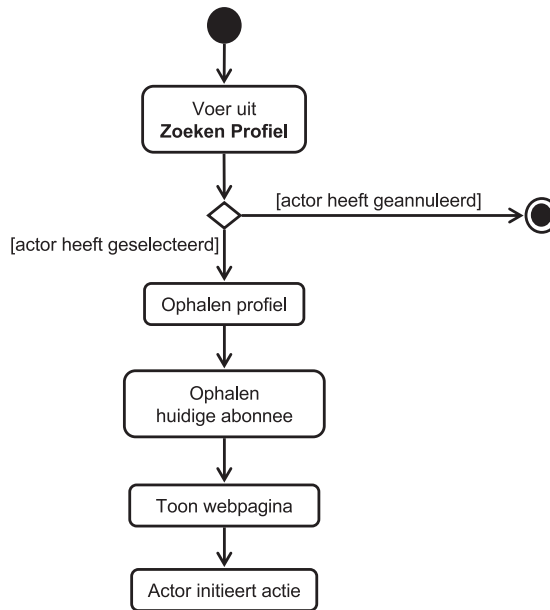 Voer uit
Zoeken Profiel
[actor heeft geannuleerd]
[actor heeft geselecteerd]
Ophalen profiel
Ophalen
huidige abonnee
Toon webpagina
Actor initieert actie